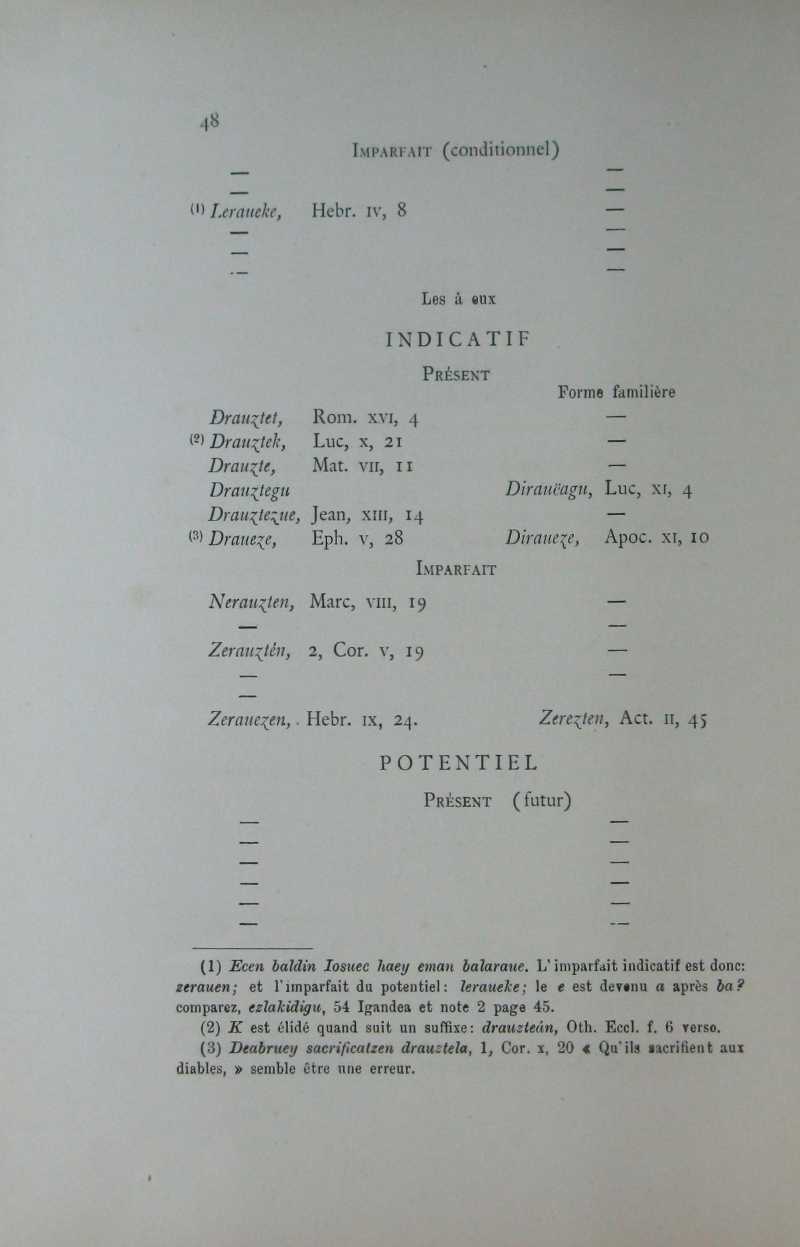 48
IMPARFAIT (conditionnel)
— —
— —
(1) Leraueke, Hebr. IV, 8 —
— —
— —
— —
Les à eux
INDICATIF
PRÉSENT
Forme familière
Drauztet, Rom. XVI, 4 —
(2) Drauztek, Luc, X, 21 —
Drauzte, Mat. VII, 11 —
Drauztegu Dirauēagu, Luc, XI, 4
Drauztezue, Jean, XIII, 14 —
(3) Draueze, Eph. V, 28 Diraueze, Apoc. XI, 10
IMPARFAIT
Nerauzten, Marc, VIII, 19 —
— —
Zerauztēn, 2, Cor. V, 19 —
— —
—
Zerauezen, Hebr. IX, 24. Zerezten, Act. II, 45
POTENTIEL
PRÉSENT (futur)
— —
— —
— —
— —
— —
— —
(1) Ecen baldin Iosuec haey eman balaraue. L'imparfait indicatif est donc:
zerauen; et l'imparfait du potentiel: leraueke; le e est devenu a après ba?
comparez, ezlakidigu, 54 Igandea et note 2 page 45.
(2) K est élidé quand suit un suffixe: drauzteán, Oth. Eccl. f. 6 verso.
(3) Deabruey sacrificatzen drauztela, 1, Cor. X, 20 « Qu'ils sacrifient aux
diables, » semble être une erreur.